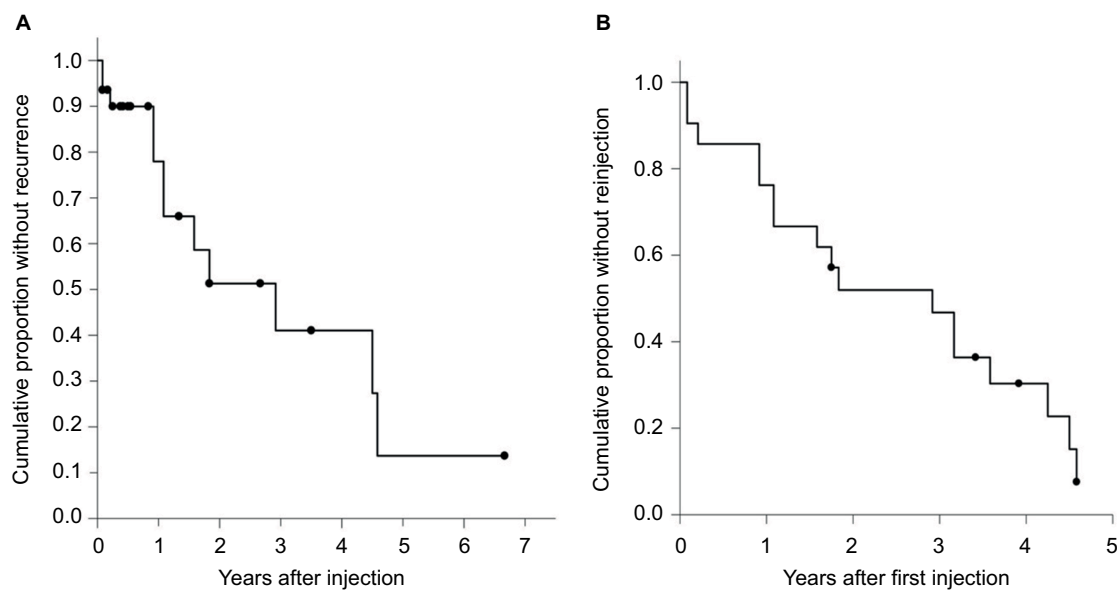 A
Cumulative proportion without recurrence
1.0
0.9
0.8
0.7
0.6
0.5
0.4
0.3
0.2
0.1
0.0
0 1 2 3 4 5 6 7
Years after injection
B
Cumulative proportion without reinjection
1.0
0.8
0.6
0.4
0.2
0.0
0 1 2 3 4 5
Years after first injection